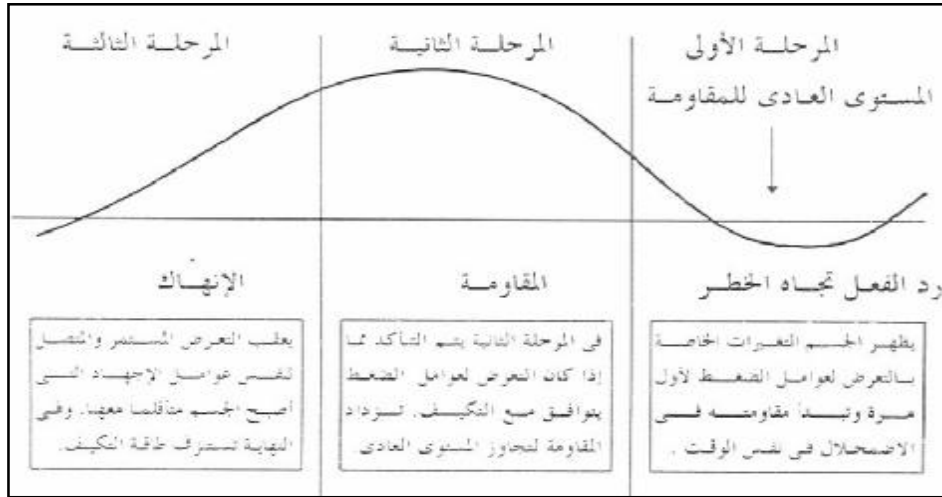 المرحلة الأولى
المستوى العادى للمقاومة
رد الفعل تجاه الخطر
يظهر الجسم التغيرات الخاصة
بالتعرض لعوامل الضغط لأول
مرة وتبدأ مقاومته فى
الاضمحلال فى نفس الوقت .
المرحلة الثانية
المقاومة
فى المرحلة الثانية يتم التأكد مما
إذا كان التعرض لعوامل الضغط
يتوافق مع التكيف. تزداد
المقاومة لتجاوز المستوى العادى.
المرحلة الثالثة
الإنهاك
يعقب التعرض المستمر والمتصل
لنفس عوامل الإجهاد التى
أصبح الجسم متأقلما معها. وفى
النهاية تستنزف طاقة التكيف.